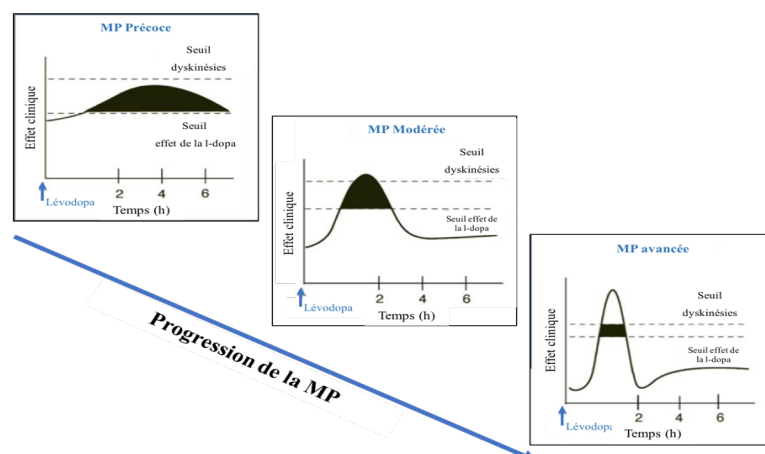 MP Précoce
Seuil
dyskinésies
Effet clinique
Seuil
effet de la l-dopa
2 4 6
Lévodopa
Temps (h)
MP Modérée
Seuil
dyskinésies
Effet clinique
Seuil effet de
la l-dopa
2 4 6
Lévodopa
Temps (h)
MP avancée
Seuil
dyskinésies
Effet clinique
Seuil effet de
la l-dopa
2 4 6
Lévodopa
Temps (h)
Progression de la MP